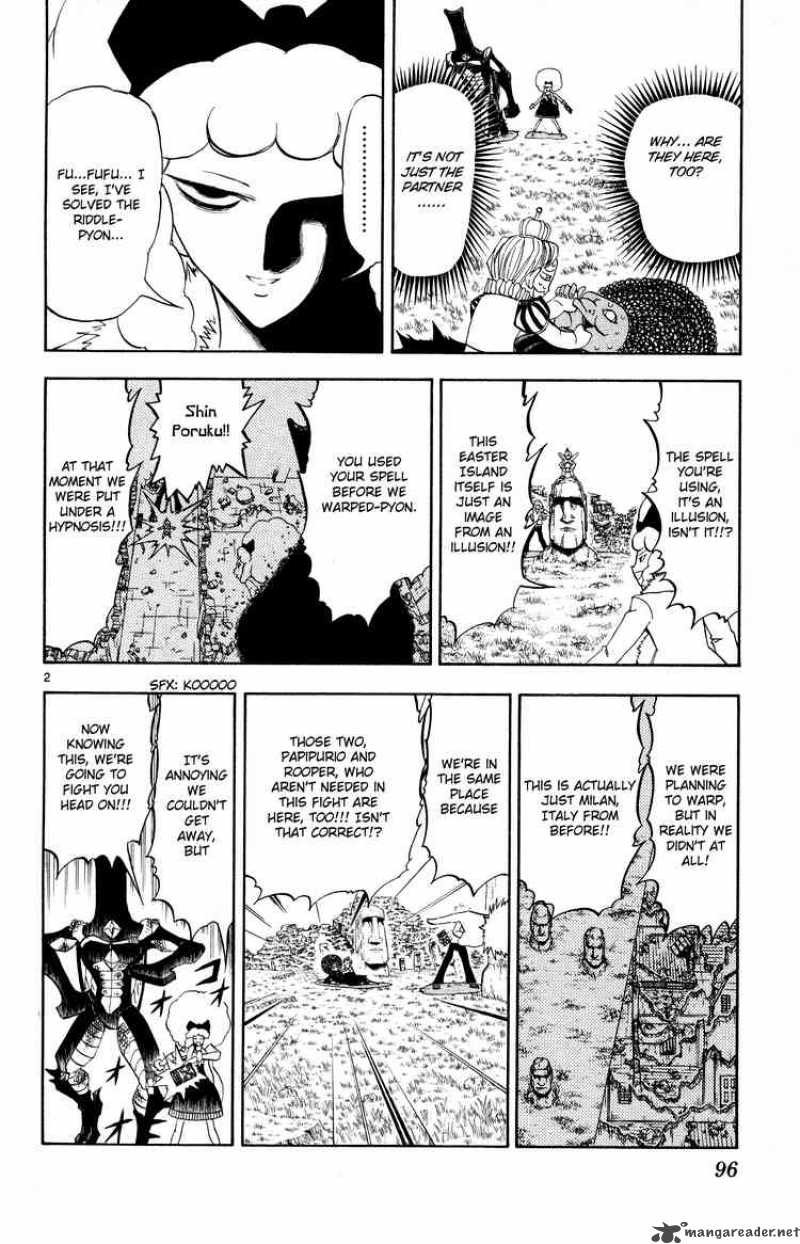 WHY... ARE
THEY HERE,
TOO?
IT'S NOT
JUST THE
PARTNER
......
..........
FU...FUFU... I
SEE, I'VE
SOLVED
THE
RIDDLE-
PYON...
THE SPELL
YOU'RE
USING,
IT'S AN
ILLUSION,
ISN'T IT!!?
THIS
EASTER
ISLAND
ITSELF IS
JUST AN
IMAGE
FROM AN
ILLUSION!!
YOU USED
YOUR SPELL
BEFORE WE
WARPED-PYON.
Shin
Poruku!!
AT THAT
MOMENT WE
WERE PUT
UNDER A
HYPNOSIS!!!
2
WE WERE
PLANNING
TO WARP,
BUT IN
REALITY WE
DIDN'T AT
ALL!
THIS IS ACTUALLY
JUST MILAN,
ITALY FROM
BEFORE!!
WE'RE IN
THE SAME
PLACE
BECAUSE
THOSE TWO,
PAPIPURIO AND
ROOPER, WHO
AREN'T NEEDED
IN THIS FIGHT ARE
HERE, TOO!!! ISN'T
THAT CORRECT!?
SFX: KOOOOO
IT'S
ANNOYING
WE
COULDN'T
GET
AWAY,
BUT
NOW
KNOWING
THIS, WE'RE
GOING TO
FIGHT YOU
HEAD ON!!!
コオオオ
96
mangareader.net